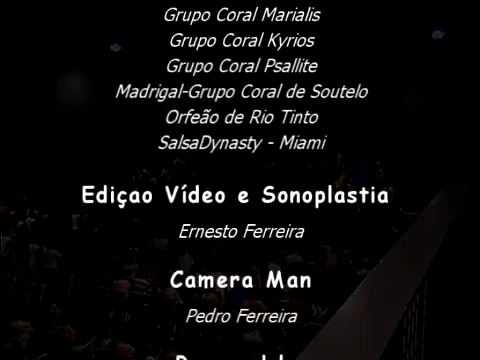 Grupo Coral Marialis
Grupo Coral Kyrios
Grupo Coral Psallite
Madrigal-Grupo Coral de Soutelo
Orfeão de Rio Tinto
SalsaDynasty - Miami
Ediçao Vídeo e Sonoplastia
Ernesto Ferreira
Camera Man
Pedro Ferreira